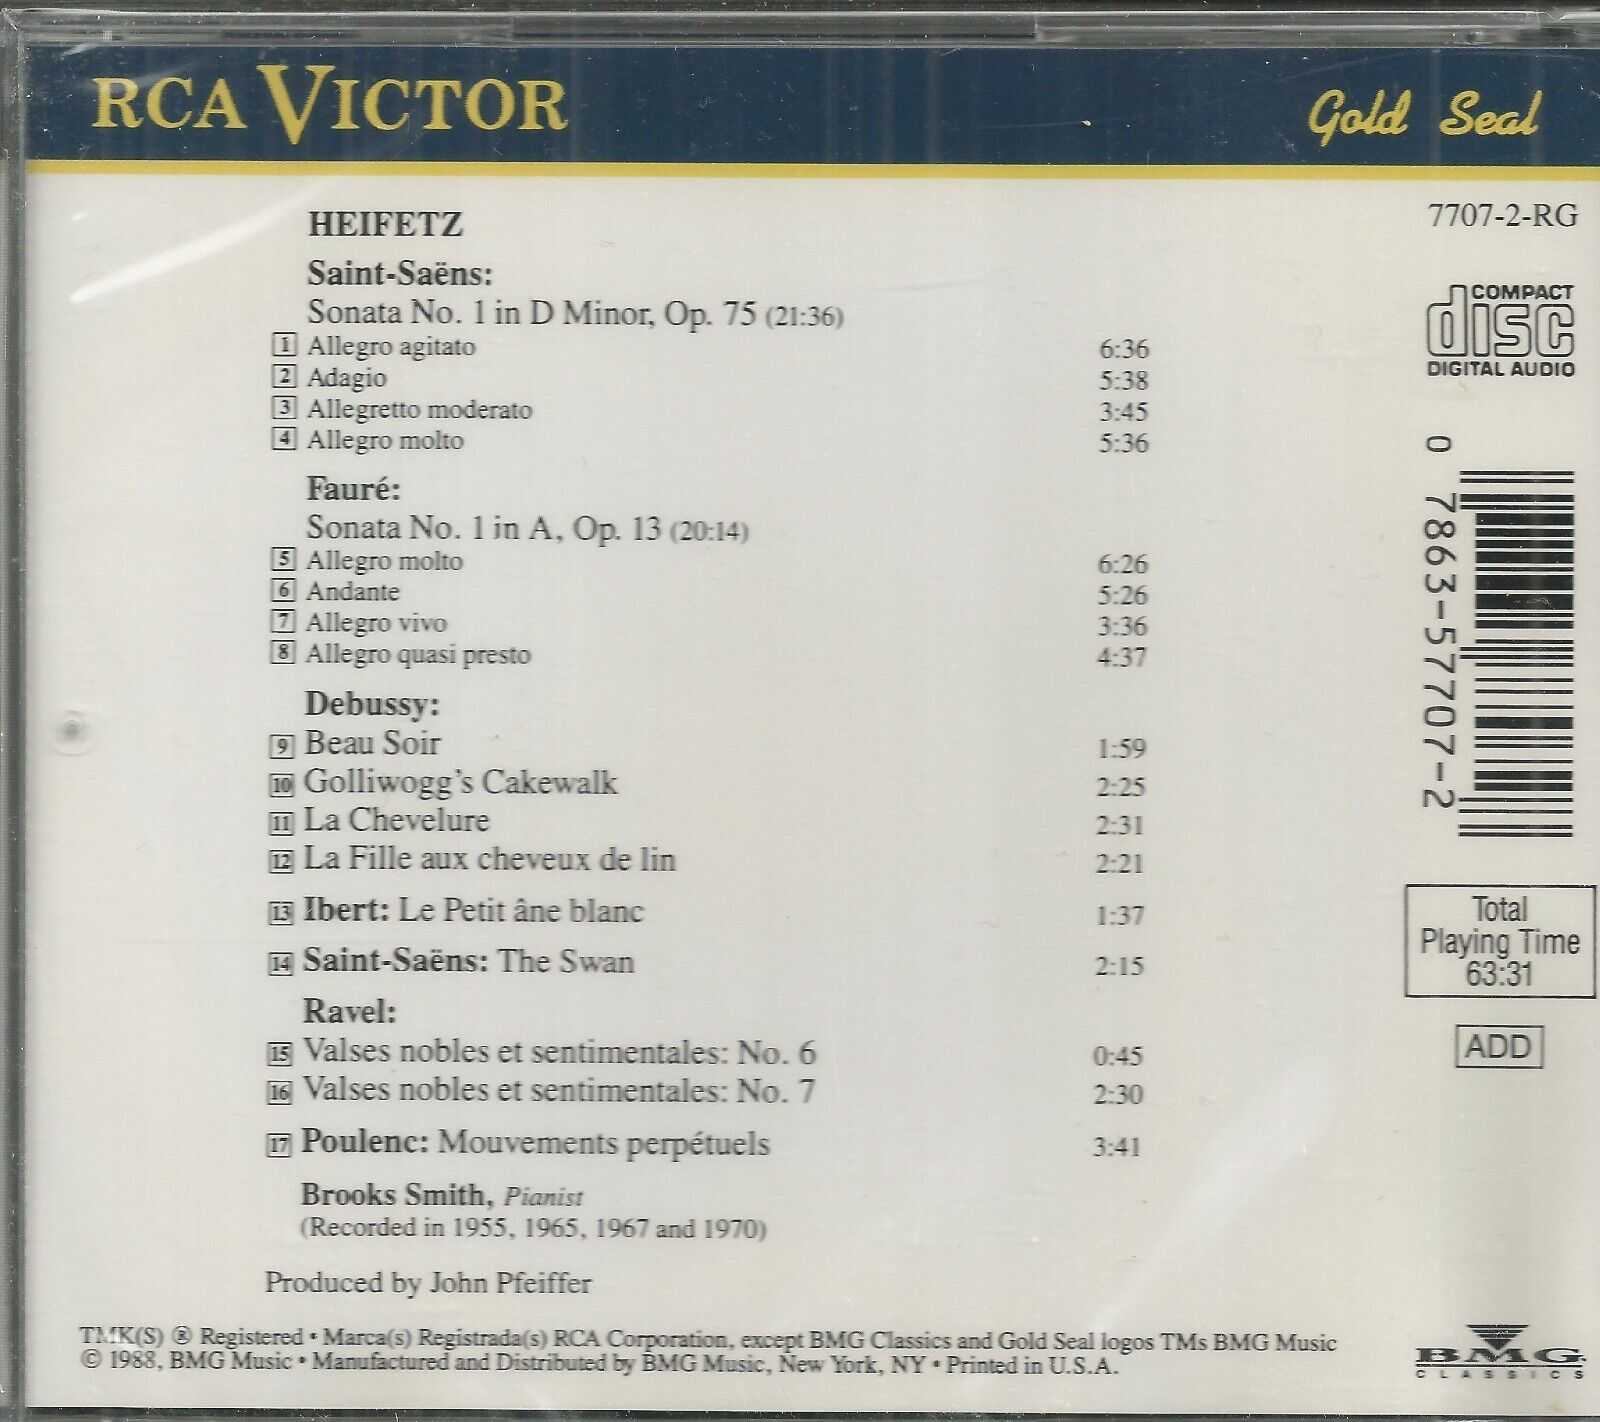 RCA VICTOR
Gold Seal
HEIFETZ
7707-2-RG
COMPACT
disc
DIGITAL AUDIO
Saint-Saëns:
Sonata No. 1 in D Minor, Op. 75 (21:36)
1 Allegro agitato 6:36
2 Adagio 5:38
3 Allegretto moderato 3:45
4 Allegro molto 5:36
Fauré:
Sonata No. 1 in A, Op. 13 (20:14)
5 Allegro molto 6:26
6 Andante 5:26
7 Allegro vivo 3:36
8 Allegro quasi presto 4:37
Debussy:
9 Beau Soir 1:59
10 Golliwogg's Cakewalk 2:25
11 La Chevelure 2:31
12 La Fille aux cheveux de lin 2:21
13 Ibert: Le Petit âne blanc 1:37
14 Saint-Saëns: The Swan 2:15
Ravel:
15 Valses nobles et sentimentales: No. 6 0:45
16 Valses nobles et sentimentales: No. 7 2:30
17 Poulenc: Mouvements perpétuels 3:41
Brooks Smith, Pianist
(Recorded in 1955, 1965, 1967 and 1970)
Produced by John Pfeiffer
0 7863-57707-2
Total
Playing Time
63:31
ADD
TMK(S) ® Registered • Marca(s) Registrada(s) RCA Corporation, except BMG Classics and Gold Seal logos TMs BMG Music
© 1988, BMG Music • Manufactured and Distributed by BMG Music, New York, NY • Printed in U.S.A.
BMG
CLASSICS